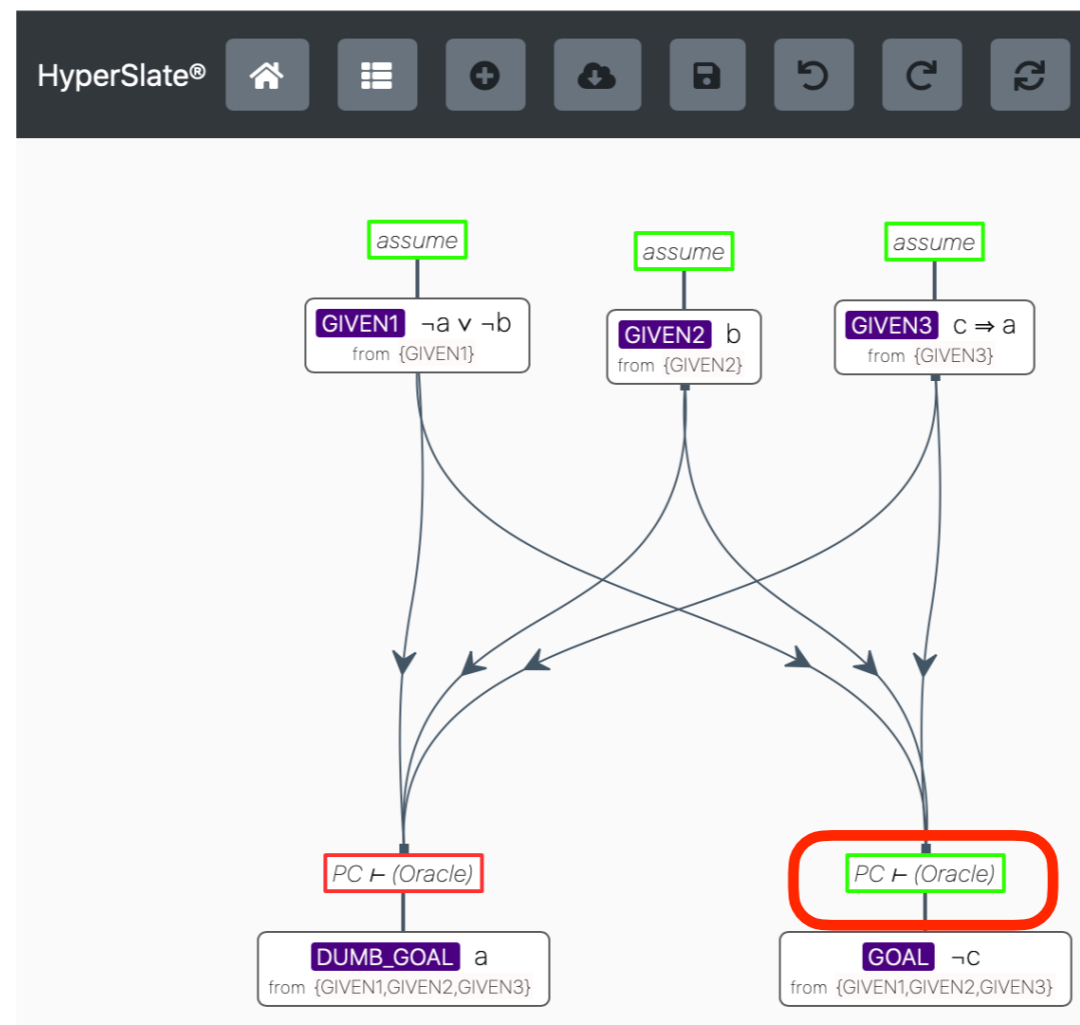 HyperSlate®
assume
assume
assume
GIVEN1 ¬a ∨ ¬b
from {GIVEN1}
GIVEN2 b
from {GIVEN2}
GIVEN3 c ⇒ a
from {GIVEN3}
PC ⊢ (Oracle)
PC ⊢ (Oracle)
DUMB_GOAL a
from {GIVEN1,GIVEN2,GIVEN3}
GOAL ¬c
from {GIVEN1,GIVEN2,GIVEN3}